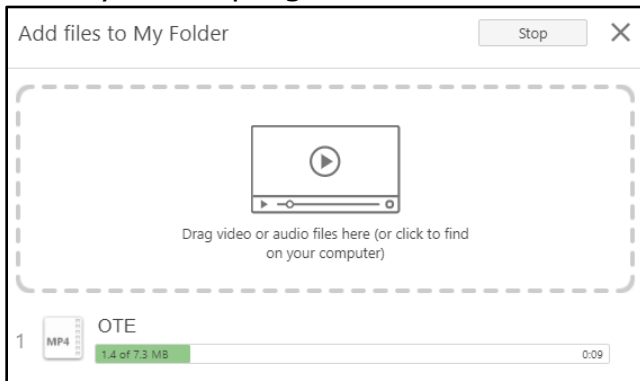 Add files to My Folder
Stop
Drag video or audio files here (or click to find
on your computer)
1
MP4
OTE
1.4 of 7.3 MB
0:09